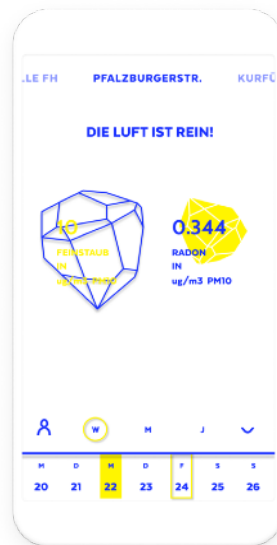 ..LE FH PFALZBURGERSTR. KURFÜ
DIE LUFT IST REIN!
10 0.344
FEINSTAUB RADON
IN IN
ug/m3 PM10
W M J
M D M D F S S
20 21 22 23 24 25 26